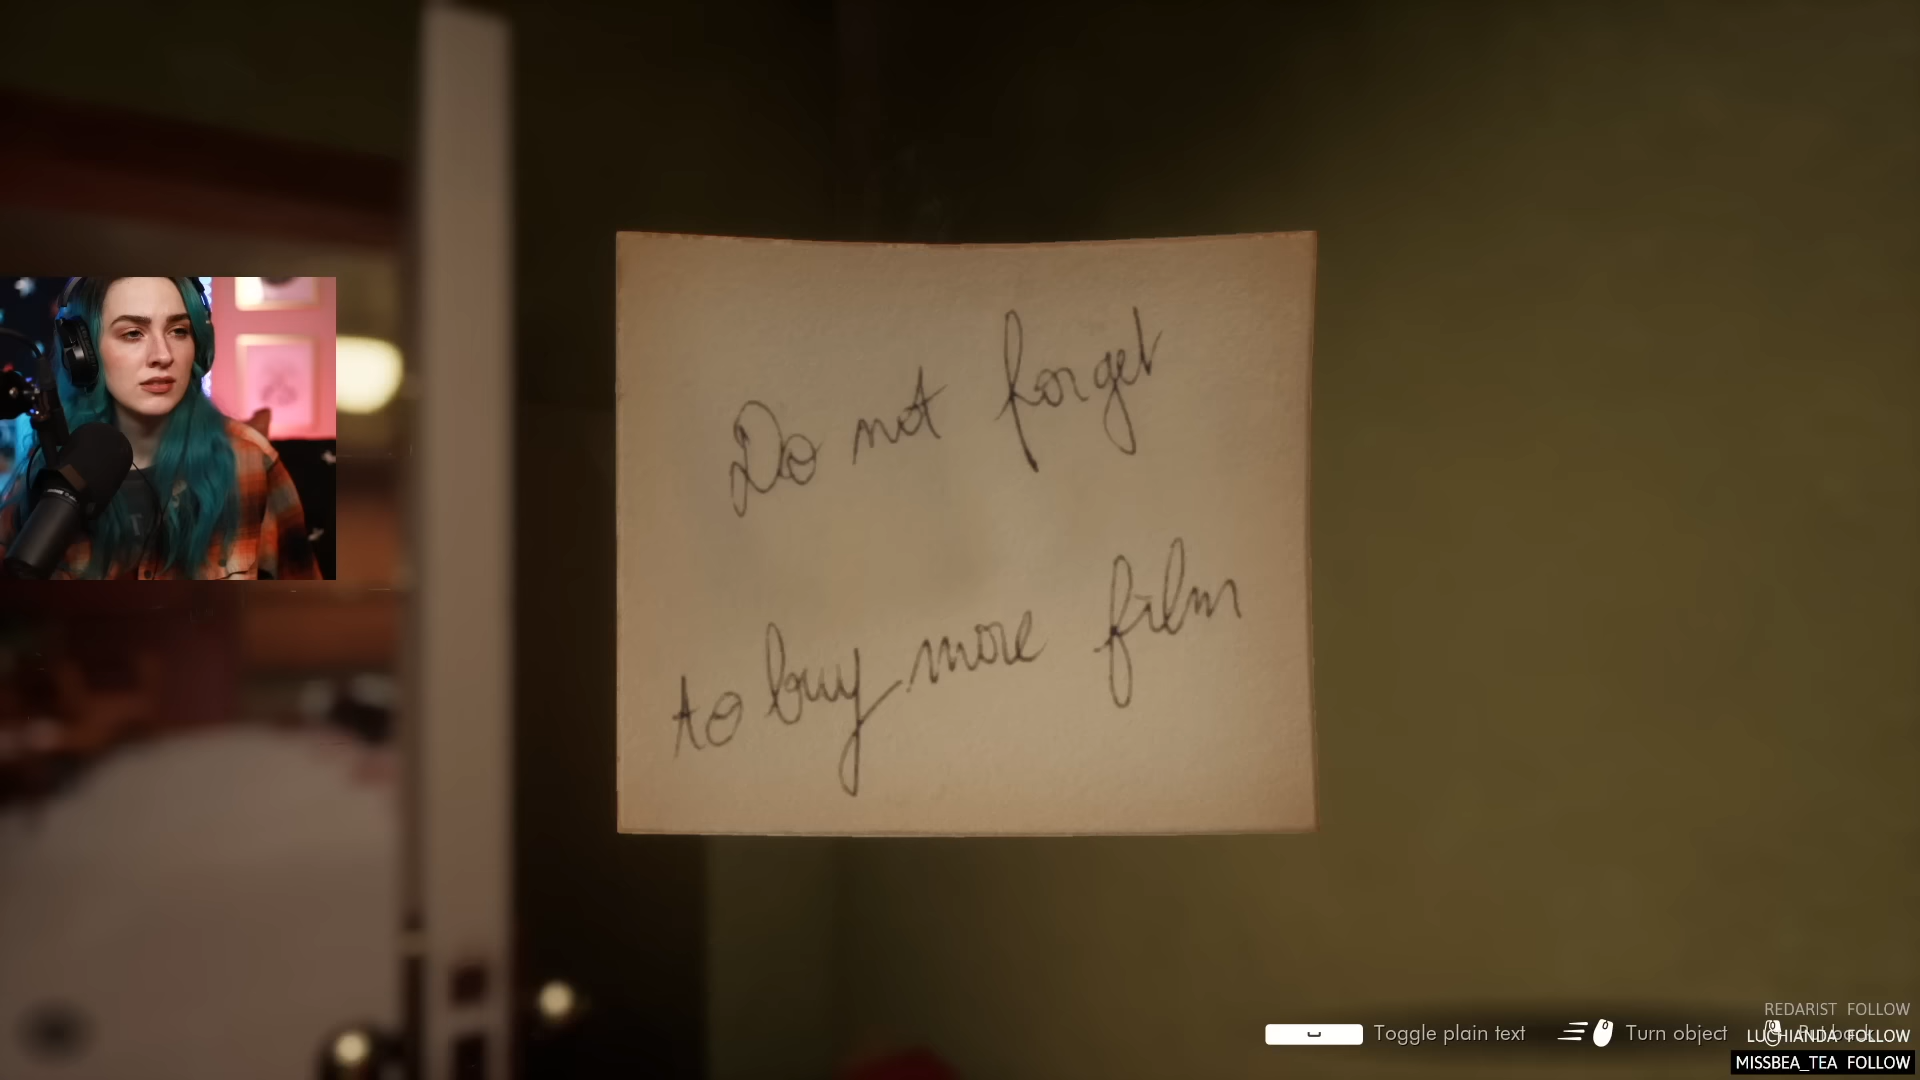 Do not forget
to buy more film
Toggle plain text
Turn object
REDARIST FOLLOW
LUCHIANDA FOLLOW
MISSBEA_TEA FOLLOW